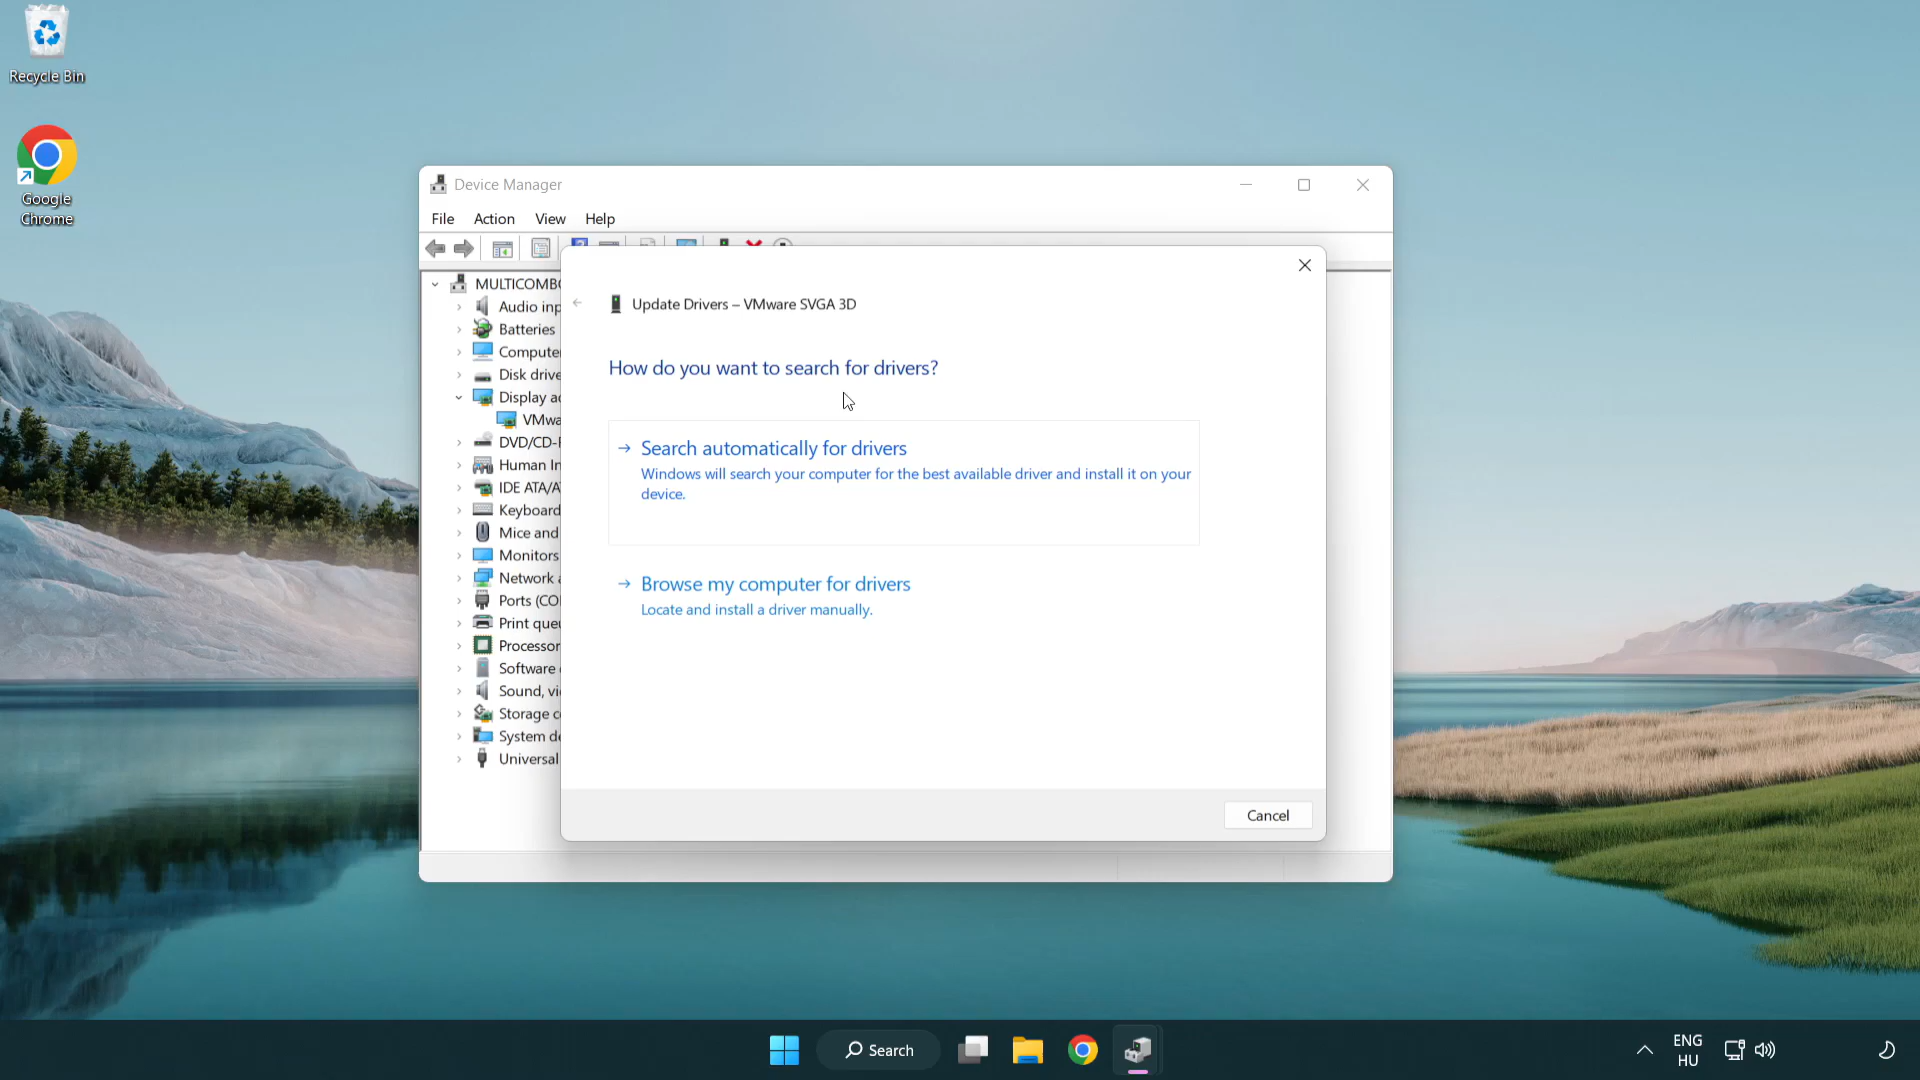 Recycle Bin
Google
Chrome
Device Manager
File Action View Help
MULTICOMBO
Audio inp
Batteries
Compute
Disk drive
Display a
VMwa
DVD/CD-R
Human In
IDE ATA/A
Keyboard
Mice and
Monitors
Network a
Ports (CO
Print que
Processor
Software
Sound, vi
Storage c
System de
Universal
Update Drivers – VMware SVGA 3D
How do you want to search for drivers?
Search automatically for drivers
Windows will search your computer for the best available driver and install it on your
device.
Browse my computer for drivers
Locate and install a driver manually.
Cancel
Search
ENG
HU